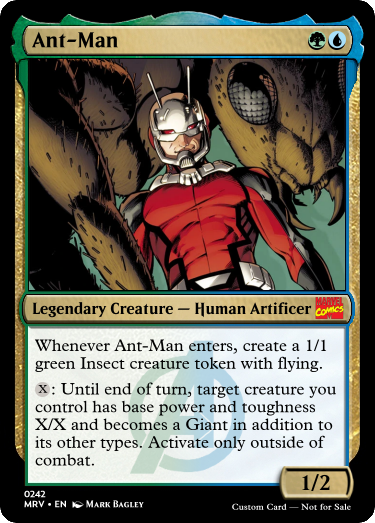 Ant-Man
Legendary Creature — Human Artificer
MARVEL
COMICS
Whenever Ant-Man enters, create a 1/1
green Insect creature token with flying.
X: Until end of turn, target creature you
control has base power and toughness
X/X and becomes a Giant in addition to
its other types. Activate only outside of
combat.
1/2
0242
MRV • EN Mark Bagley
Custom Card — Not for Sale